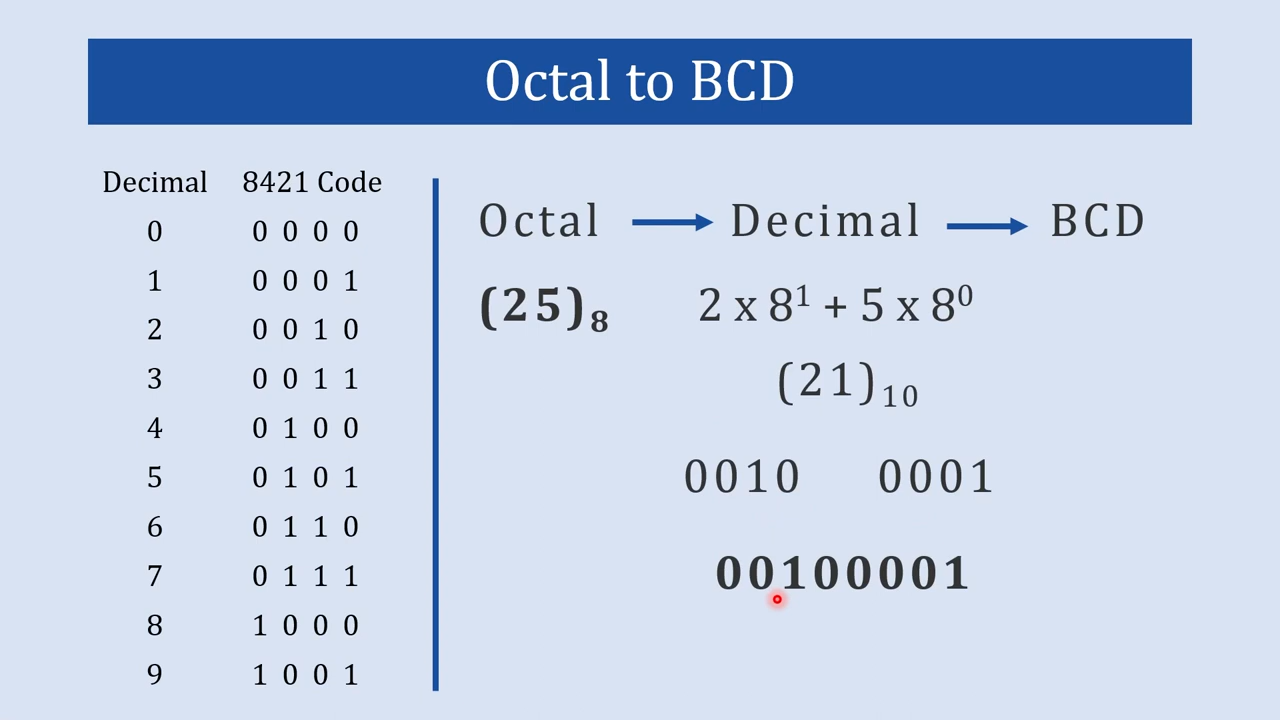 Octal to BCD
Decimal 8421 Code
0 0 0 0 0
1 0 0 0 1
2 0 0 1 0
3 0 0 1 1
4 0 1 0 0
5 0 1 0 1
6 0 1 1 0
7 0 1 1 1
8 1 0 0 0
9 1 0 0 1
Octal Decimal BCD
(25)₈ 2 x 8¹ + 5 x 8⁰
(21)₁₀
0010 0001
00100001